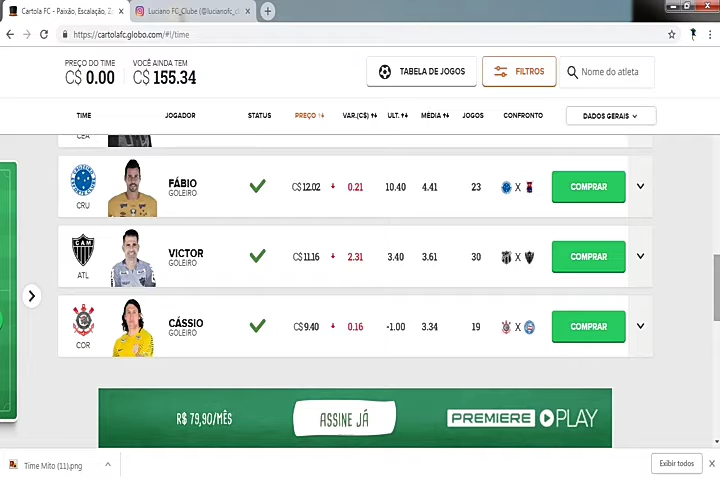 Cartola FC - Paixão, Escalação, Z
Luciano FC_Clube (@lucianofc_cl
https://cartolafc.globo.com/#!/time
PREÇO DO TIME
C$ 0.00
VOCÊ AINDA TEM
C$ 155.34
TABELA DE JOGOS
FILTROS
Nome do atleta
TIME JOGADOR STATUS PREÇO VAR.(C$) ULT. MÉDIA JOGOS CONFRONTO DADOS GERAIS
CEA
CRU FÁBIO GOLEIRO C$ 12.02 0.21 10.40 4.41 23 X COMPRAR
ATL VICTOR GOLEIRO C$ 11.16 2.31 3.40 3.61 30 X COMPRAR
COR CÁSSIO GOLEIRO C$ 9.40 0.16 -1.00 3.34 19 X COMPRAR
R$ 79,90/MÊS ASSINE JÁ PREMIERE PLAY
Time Mito (11).png
Exibir todos